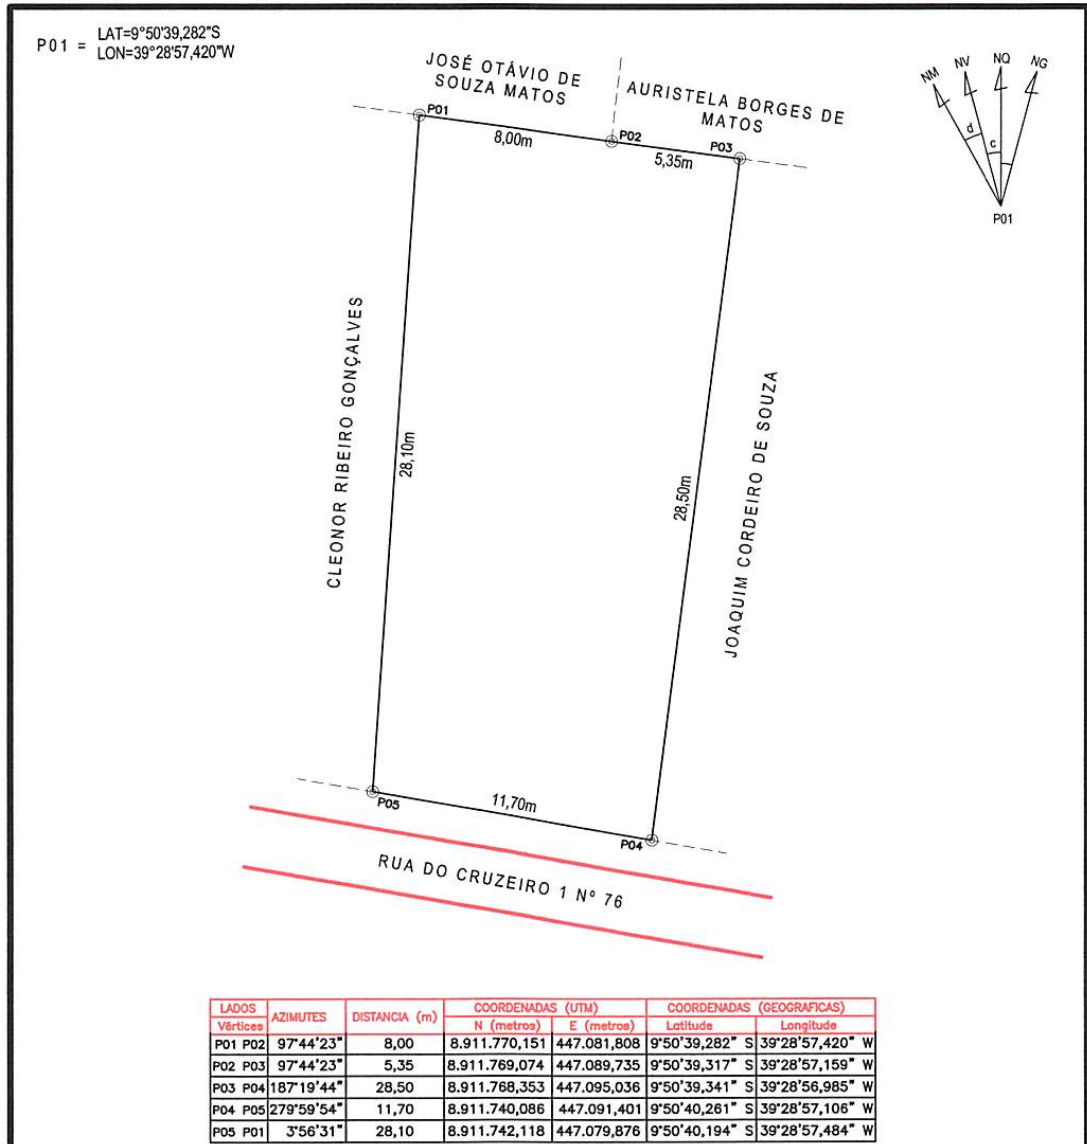 P01 = LAT=9°50'39,282"S
LON=39°28'57,420"W
JOSÉ OTÁVIO DE
SOUZA MATOS
AURISTELA BORGES DE
MATOS
NM NV NQ NG
d c
P01
P01
8,00m
P02
5,35m
P03
CLEONOR RIBEIRO GONÇALVES
28,10m
28,50m
JOAQUIM CORDEIRO DE SOUZA
P05
11,70m
P04
RUA DO CRUZEIRO 1 Nº 76
LADOS AZIMUTES DISTANCIA (m) COORDENADAS (UTM) COORDENADAS (GEOGRAFICAS)
Vértices N (metros) E (metros) Latitude Longitude
P01 P02 97°44'23" 8,00 8.911.770,151 447.081,808 9°50'39,282" S 39°28'57,420" W
P02 P03 97°44'23" 5,35 8.911.769,074 447.089,735 9°50'39,317" S 39°28'57,159" W
P03 P04 187°19'44" 28,50 8.911.768,353 447.095,036 9°50'39,341" S 39°28'56,985" W
P04 P05 279°59'54" 11,70 8.911.740,086 447.091,401 9°50'40,261" S 39°28'57,106" W
P05 P01 3°56'31" 28,10 8.911.742,118 447.079,876 9°50'40,194" S 39°28'57,484" W